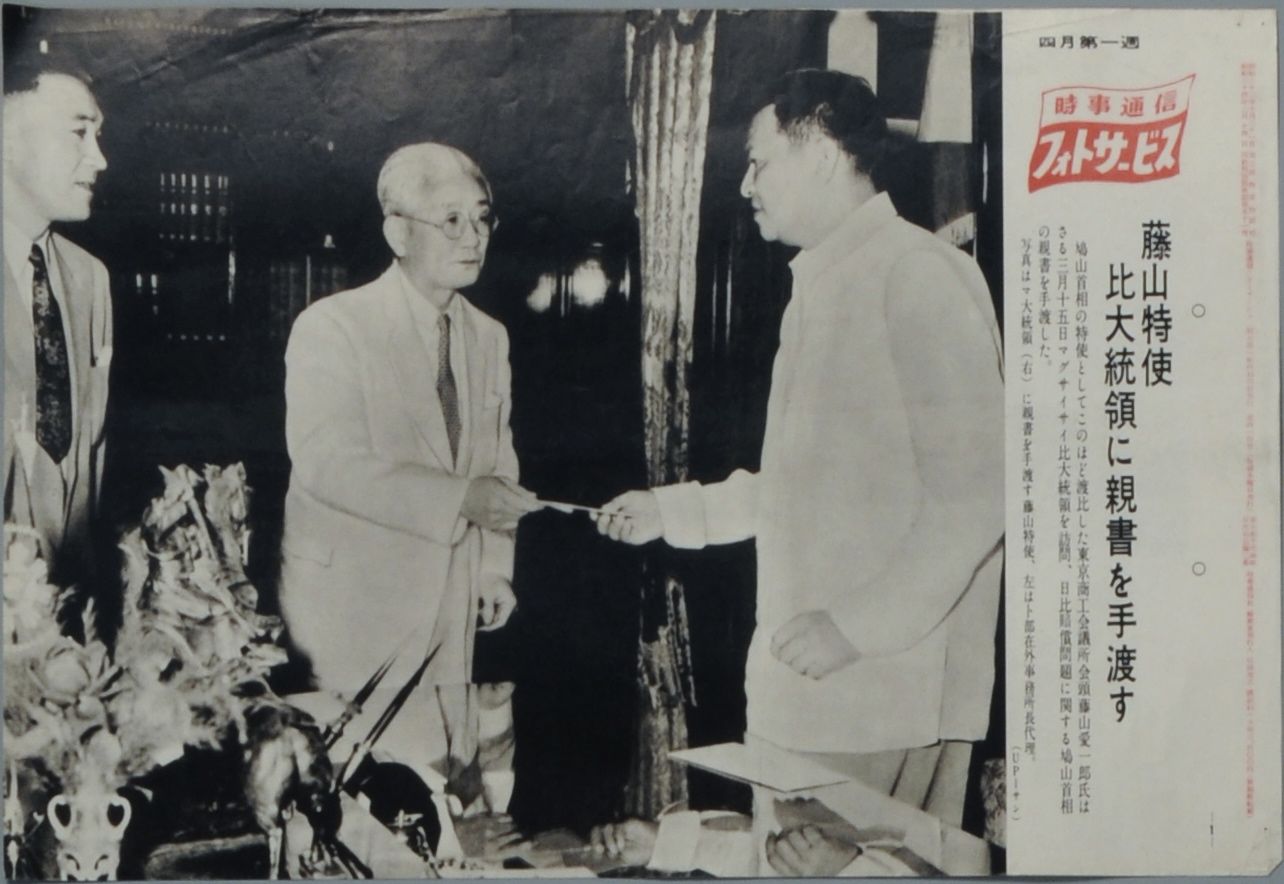 四月第一週
時事通信
フォトサービス
藤山特使
比大統領に親書を手渡す
鳩山首相の特使としてこのほど渡比した東京商工会議所会頭藤山愛一郎氏は
さる三月十五日マグサイサイ比大統領を訪問、日比賠償問題に関する鳩山首相
の親書を手渡した。
写真はマ大統領（右）に親書を手渡す藤山特使、左はト部在外事務所長代理。
（UP－サン）